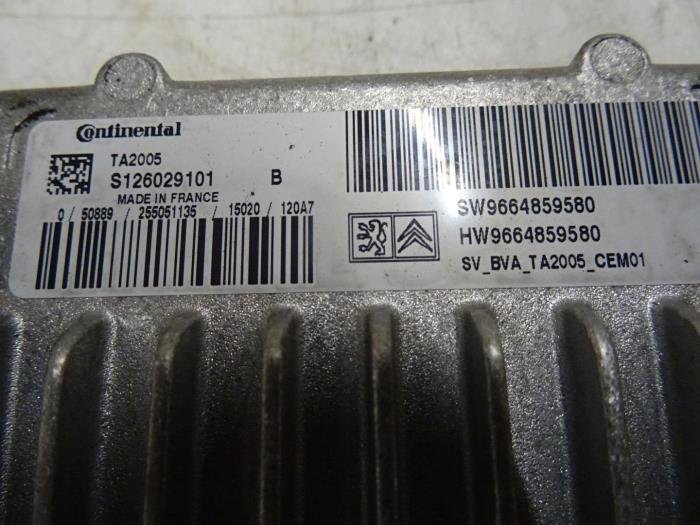 Continental
TA2005
S126029101 B
MADE IN FRANCE
0 / 50889 / 255051135 / 15020 / 120A7
SW9664859580
HW9664859580
SV_BVA_TA2005_CEM01